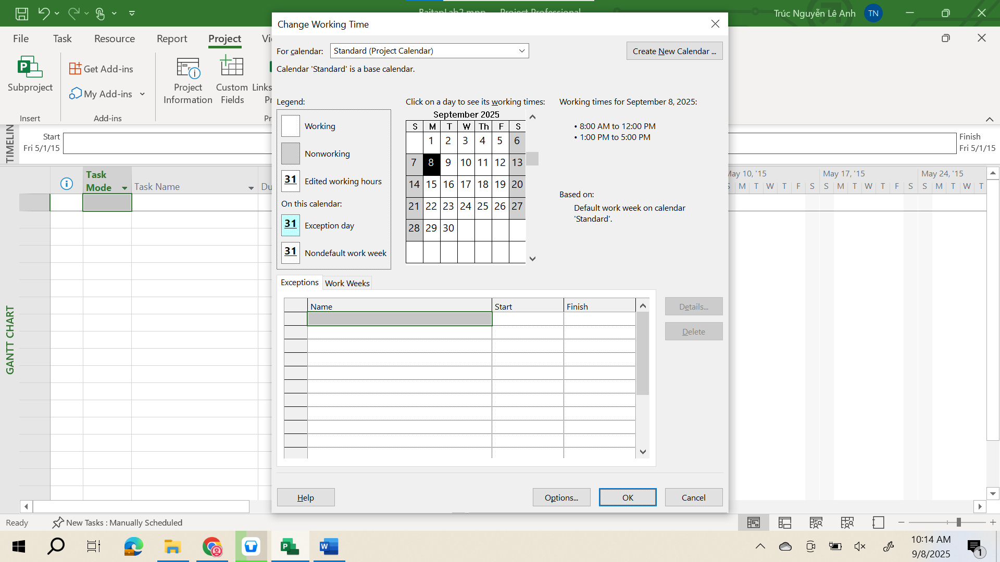 BaitapLab2.mpp – Project Professional
Trúc Nguyễn Lê Anh
TN
File
Task
Resource
Report
Project
Vi
Subproject
Get Add-ins
My Add-ins
Project Information
Custom Fields
Links
Pr
Insert
Add-ins
Pr
TIMELIN
Start
Fri 5/1/15
Finish
Fri 5/1/15
GANTT CHART
Task Mode
Task Name
Du
May 10, '15
May 17, '15
May 24, '15
S M T W T F S S M T W T F S S M T W T
Change Working Time
For calendar:
Standard (Project Calendar)
Create New Calendar ...
Calendar 'Standard' is a base calendar.
Legend:
Working
Nonworking
31
Edited working hours
On this calendar:
31
Exception day
31
Nondefault work week
Click on a day to see its working times:
September 2025
S M T W Th F S
1 2 3 4 5 6
7 8 9 10 11 12 13
14 15 16 17 18 19 20
21 22 23 24 25 26 27
28 29 30
Working times for September 8, 2025:
• 8:00 AM to 12:00 PM
• 1:00 PM to 5:00 PM
Based on:
Default work week on calendar
'Standard'.
Exceptions
Work Weeks
Name
Start
Finish
Details...
Delete
Help
Options...
OK
Cancel
Ready
New Tasks : Manually Scheduled
10:14 AM
9/8/2025
1